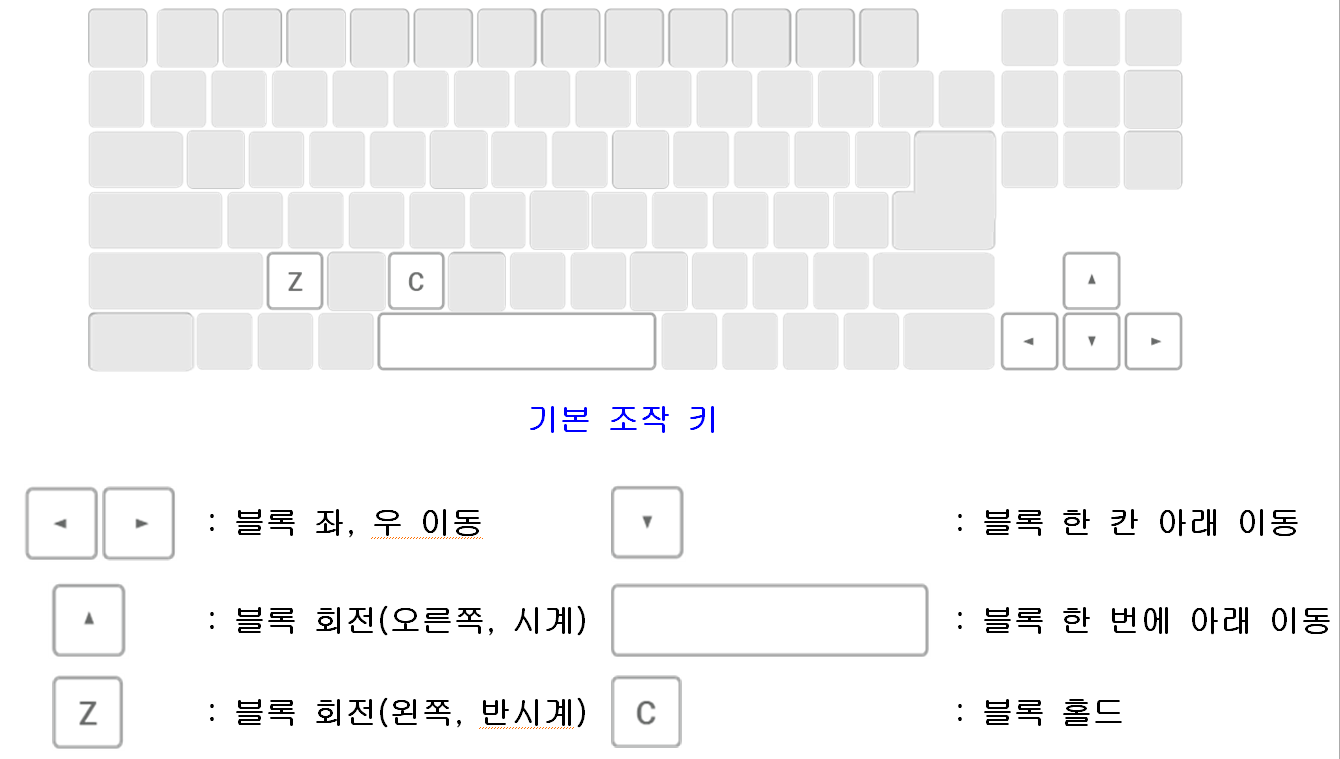 Z C ▲
◄ ▼ ►
기본 조작 키
◄ ► : 블록 좌, 우 이동
▼ : 블록 한 칸 아래 이동
▲ : 블록 회전(오른쪽, 시계)
: 블록 한 번에 아래 이동
Z : 블록 회전(왼쪽, 반시계)
C : 블록 홀드